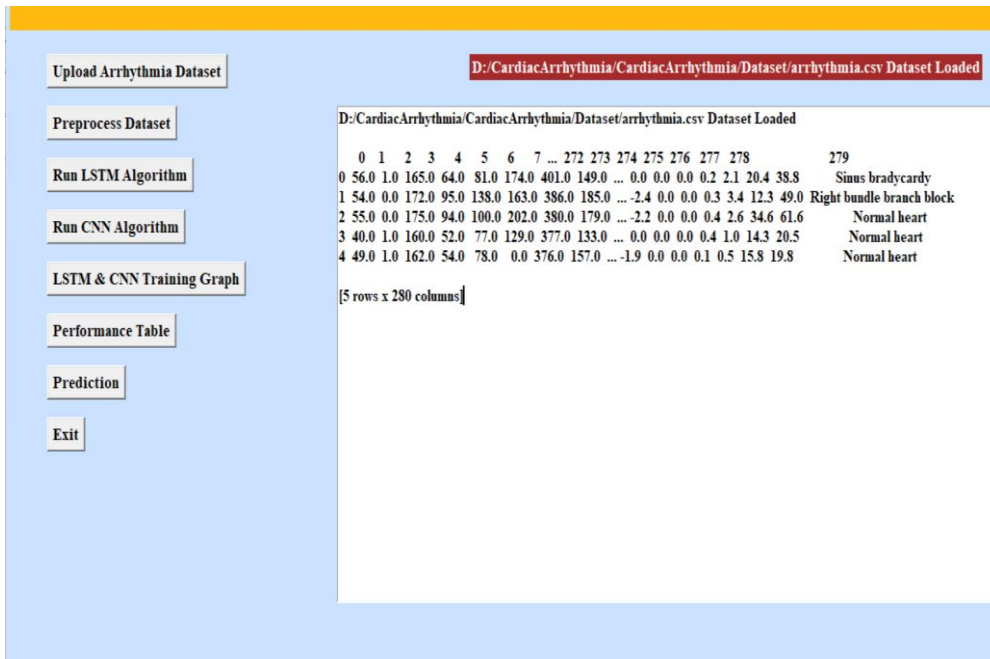 Upload Arrhythmia Dataset
Preprocess Dataset
Run LSTM Algorithm
Run CNN Algorithm
LSTM & CNN Training Graph
Performance Table
Prediction
Exit
D:/CardiacArrhythmia/CardiacArrhythmia/Dataset/arrhythmia.csv Dataset Loaded
D:/CardiacArrhythmia/CardiacArrhythmia/Dataset/arrhythmia.csv Dataset Loaded
0 1 2 3 4 5 6 7 ... 272 273 274 275 276 277 278 279
0 56.0 1.0 165.0 64.0 81.0 174.0 401.0 149.0 ... 0.0 0.0 0.0 0.2 2.1 20.4 38.8 Sinus bradycardy
1 54.0 0.0 172.0 95.0 138.0 163.0 386.0 185.0 ... -2.4 0.0 0.0 0.3 3.4 12.3 49.0 Right bundle branch block
2 55.0 0.0 175.0 94.0 100.0 202.0 380.0 179.0 ... -2.2 0.0 0.0 0.4 2.6 34.6 61.6 Normal heart
3 40.0 1.0 160.0 52.0 77.0 129.0 377.0 133.0 ... 0.0 0.0 0.0 0.4 1.0 14.3 20.5 Normal heart
4 49.0 1.0 162.0 54.0 78.0 0.0 376.0 157.0 ... -1.9 0.0 0.0 0.1 0.5 15.8 19.8 Normal heart
[5 rows x 280 columns]